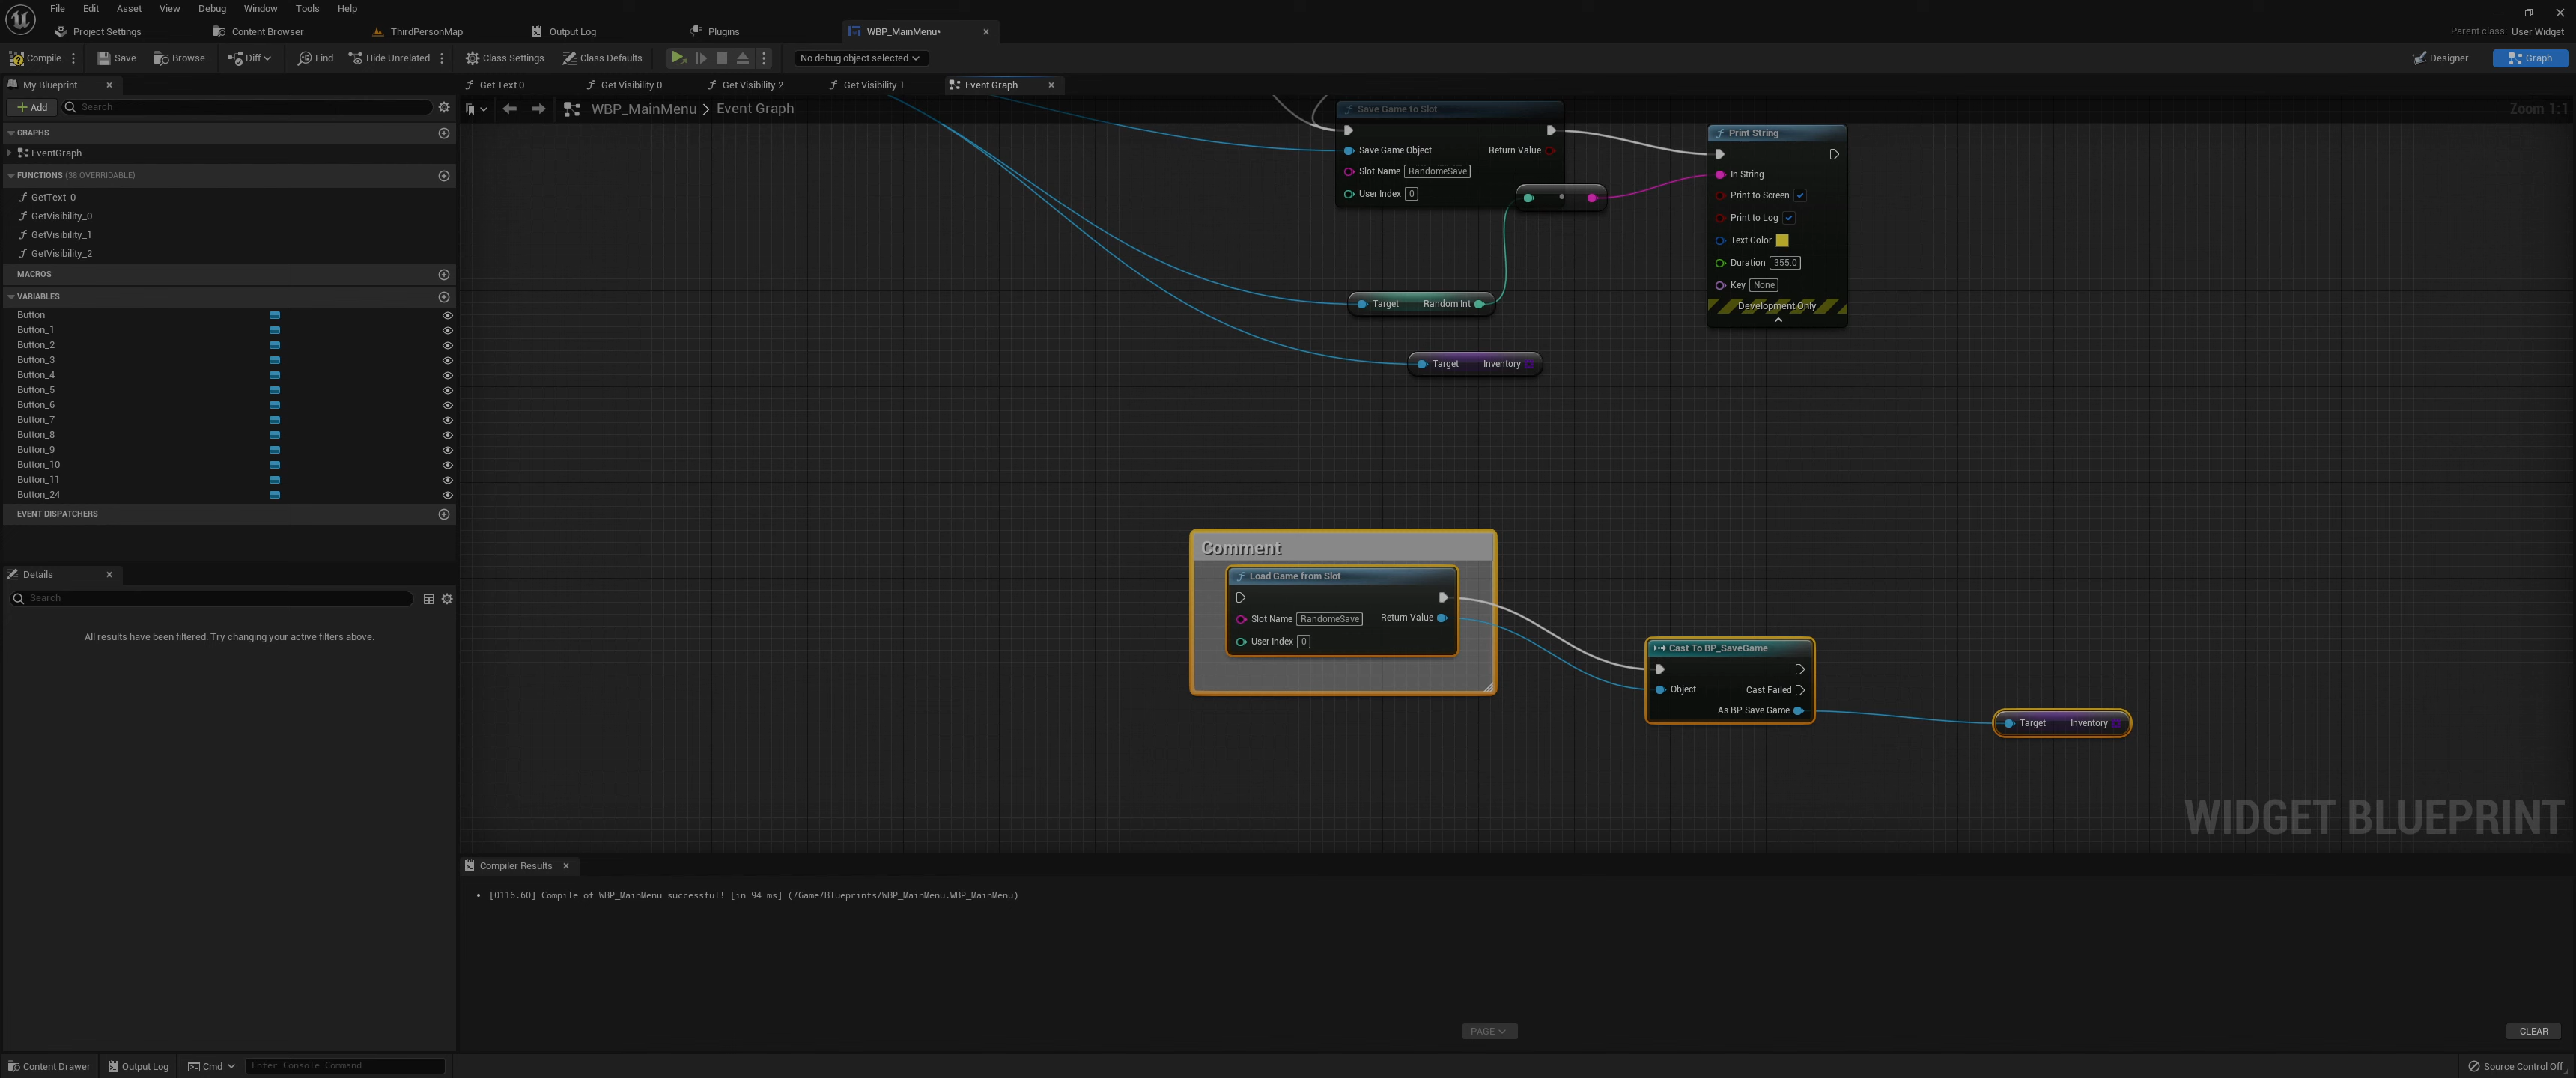 File Edit Asset View Debug Window Tools Help
Project Settings Content Browser ThirdPersonMap Output Log Plugins WBP_MainMenu* Parent class: User Widget
Compile Save Browse Diff Find Hide Unrelated Class Settings Class Defaults No debug object selected Designer Graph
My Blueprint Get Text 0 Get Visibility 0 Get Visibility 2 Get Visibility 1 Event Graph
Add Search WBP_MainMenu > Event Graph Zoom 1:1
GRAPHS
EventGraph
FUNCTIONS (38 OVERRIDABLE)
GetText_0
GetVisibility_0
GetVisibility_1
GetVisibility_2
MACROS
VARIABLES
Button
Button_1
Button_2
Button_3
Button_4
Button_5
Button_6
Button_7
Button_8
Button_9
Button_10
Button_11
Button_24
EVENT DISPATCHERS
Details
Search
All results have been filtered. Try changing your active filters above.
Save Game to Slot
Save Game Object Return Value
Slot Name RandomeSave
User Index 0
Print String
In String
Print to Screen
Print to Log
Text Color
Duration 355.0
Key None
Development Only
Target Random Int
Target Inventory
Comment
Load Game from Slot
Slot Name RandomeSave Return Value
User Index 0
Cast To BP_SaveGame
Object Cast Failed
As BP Save Game
Target Inventory
WIDGET BLUEPRINT
Compiler Results
[0116.60] Compile of WBP_MainMenu successful! [in 94 ms] (/Game/Blueprints/WBP_MainMenu.WBP_MainMenu)
PAGE CLEAR
Content Drawer Output Log Cmd Enter Console Command Source Control Off